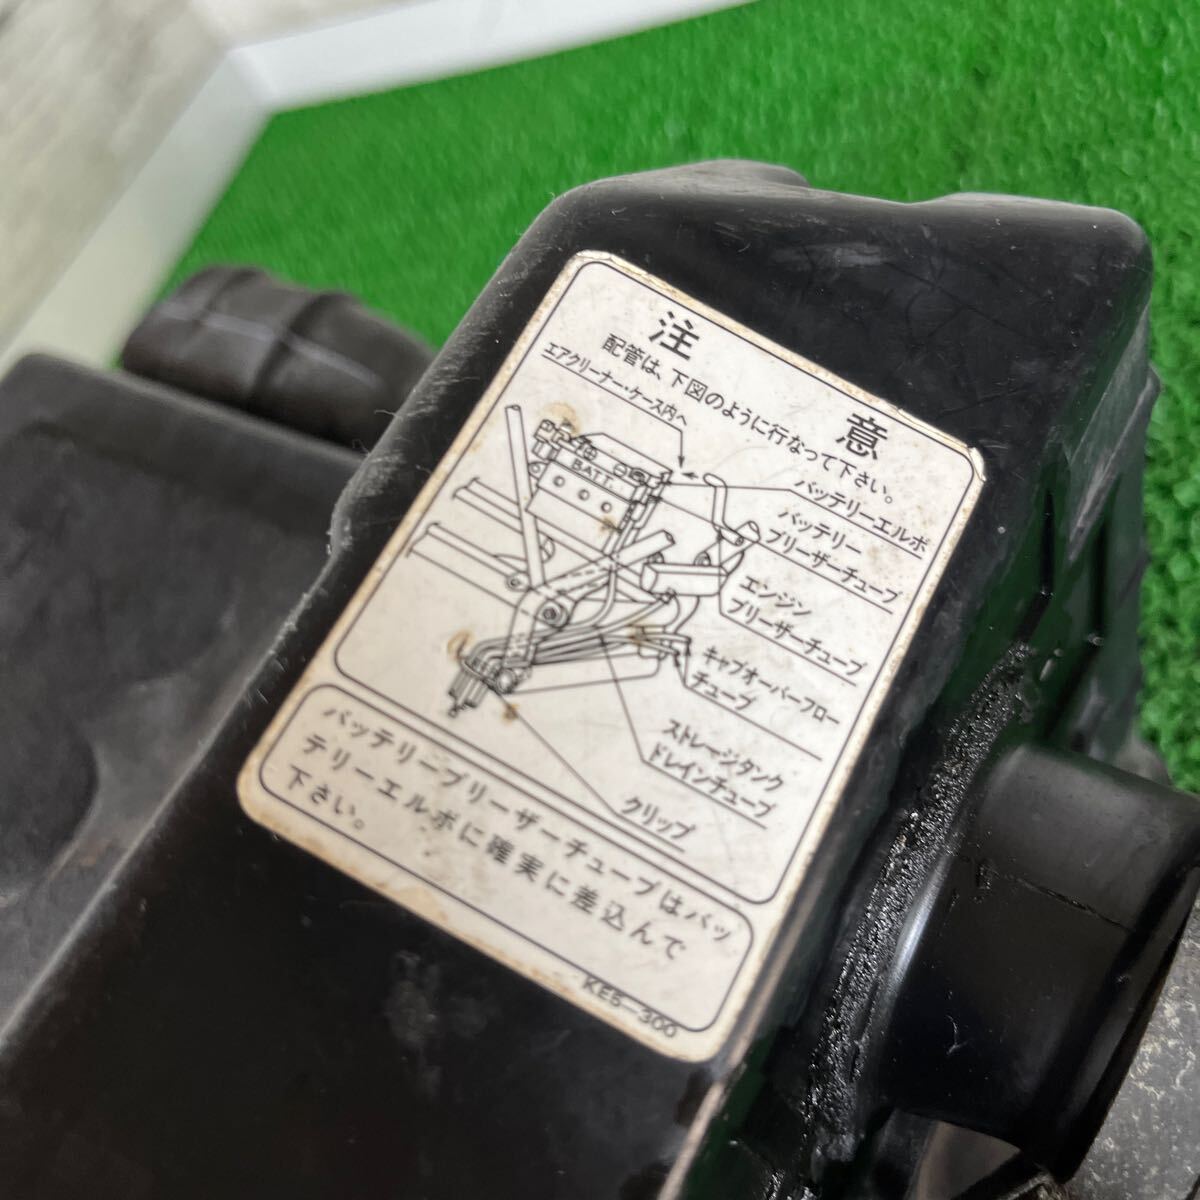 注意
配管は、下図のように行なって下さい。
エアクリーナー・ケース内へ
BATT.
バッテリーエルボ
バッテリー
ブリーザーチューブ
エンジン
ブリーザーチューブ
キャブオーバーフロー
チューブ
ストレージタンク
ドレインチューブ
クリップ
バッテリーブリーザーチューブはバッ
テリーエルボに確実に差込んで
下さい。
KE5-300